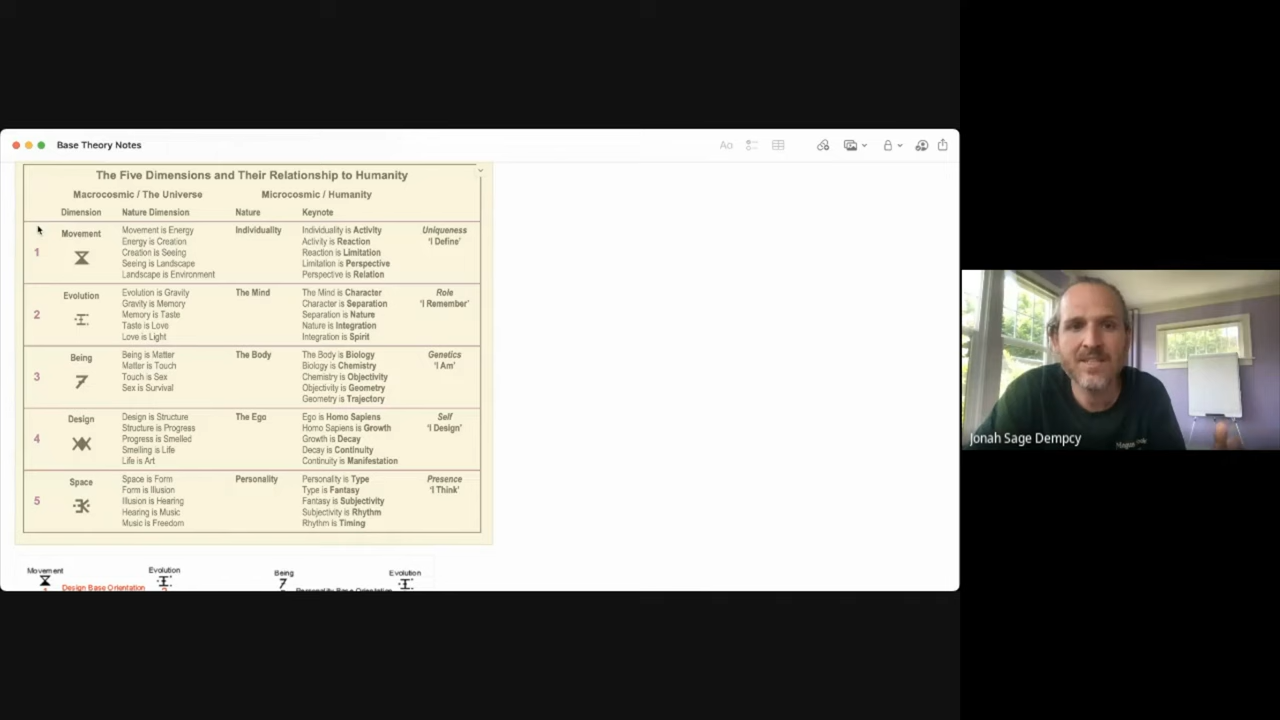 Base Theory Notes
Aa
The Five Dimensions and Their Relationship to Humanity
Macrocosmic / The Universe Microcosmic / Humanity
Dimension Nature Dimension Nature Keynote
1
Movement
Movement is Energy
Energy is Creation
Creation is Seeing
Seeing is Landscape
Landscape is Environment
Individuality
Individuality is Activity
Activity is Reaction
Reaction is Limitation
Limitation is Perspective
Perspective is Relation
Uniqueness
'I Define'
2
Evolution
Evolution is Gravity
Gravity is Memory
Memory is Taste
Taste is Love
Love is Light
The Mind
The Mind is Character
Character is Separation
Separation is Nature
Nature is Integration
Integration is Spirit
Role
'I Remember'
3
Being
Being is Matter
Matter is Touch
Touch is Sex
Sex is Survival
The Body
The Body is Biology
Biology is Chemistry
Chemistry is Objectivity
Objectivity is Geometry
Geometry is Trajectory
Genetics
'I Am'
4
Design
Design is Structure
Structure is Progress
Progress is Smelled
Smelling is Life
Life is Art
The Ego
Ego is Homo Sapiens
Homo Sapiens is Growth
Growth is Decay
Decay is Continuity
Continuity is Manifestation
Self
'I Design'
5
Space
Space is Form
Form is Illusion
Illusion is Hearing
Hearing is Music
Music is Freedom
Personality
Personality is Type
Type is Fantasy
Fantasy is Subjectivity
Subjectivity is Rhythm
Rhythm is Timing
Presence
'I Think'
Movement Evolution
Design Base Orientation
Being Evolution
Personality Base Orientation
Jonah Sage Dempcy